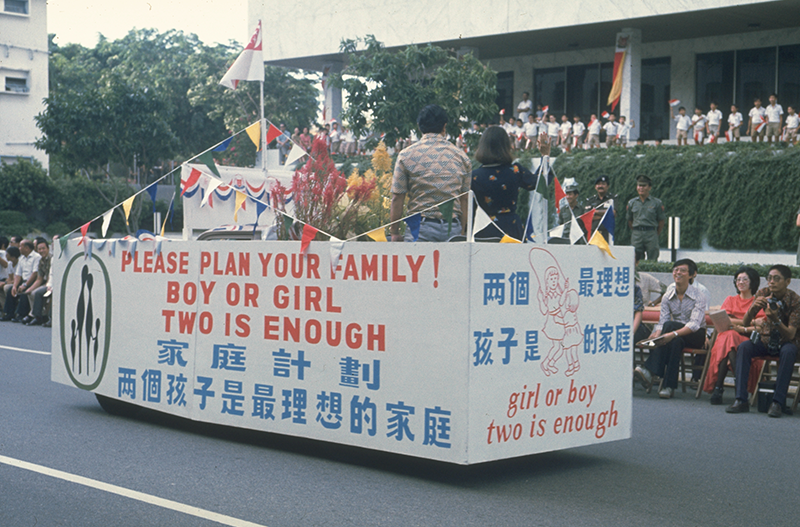 PLEASE PLAN YOUR FAMILY!
BOY OR GIRL
TWO IS ENOUGH
家庭計劃
兩個孩子是最理想的家庭
兩個 最理想
孩子是 的家庭
girl or boy
two is enough